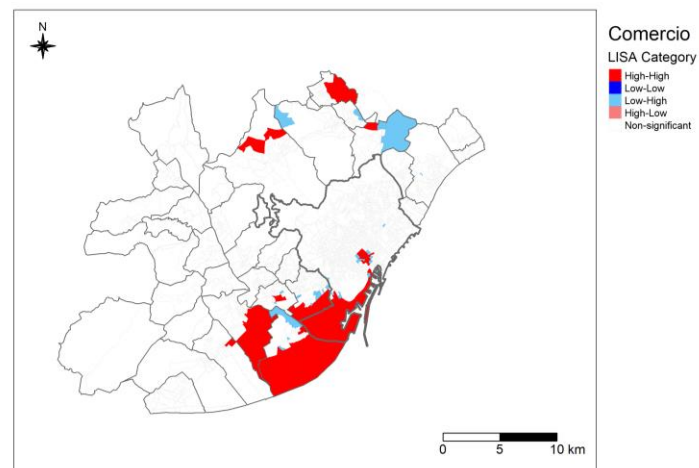 N
Comercio
LISA Category
High-High
Low-Low
Low-High
High-Low
Non-significant
0 5 10 km